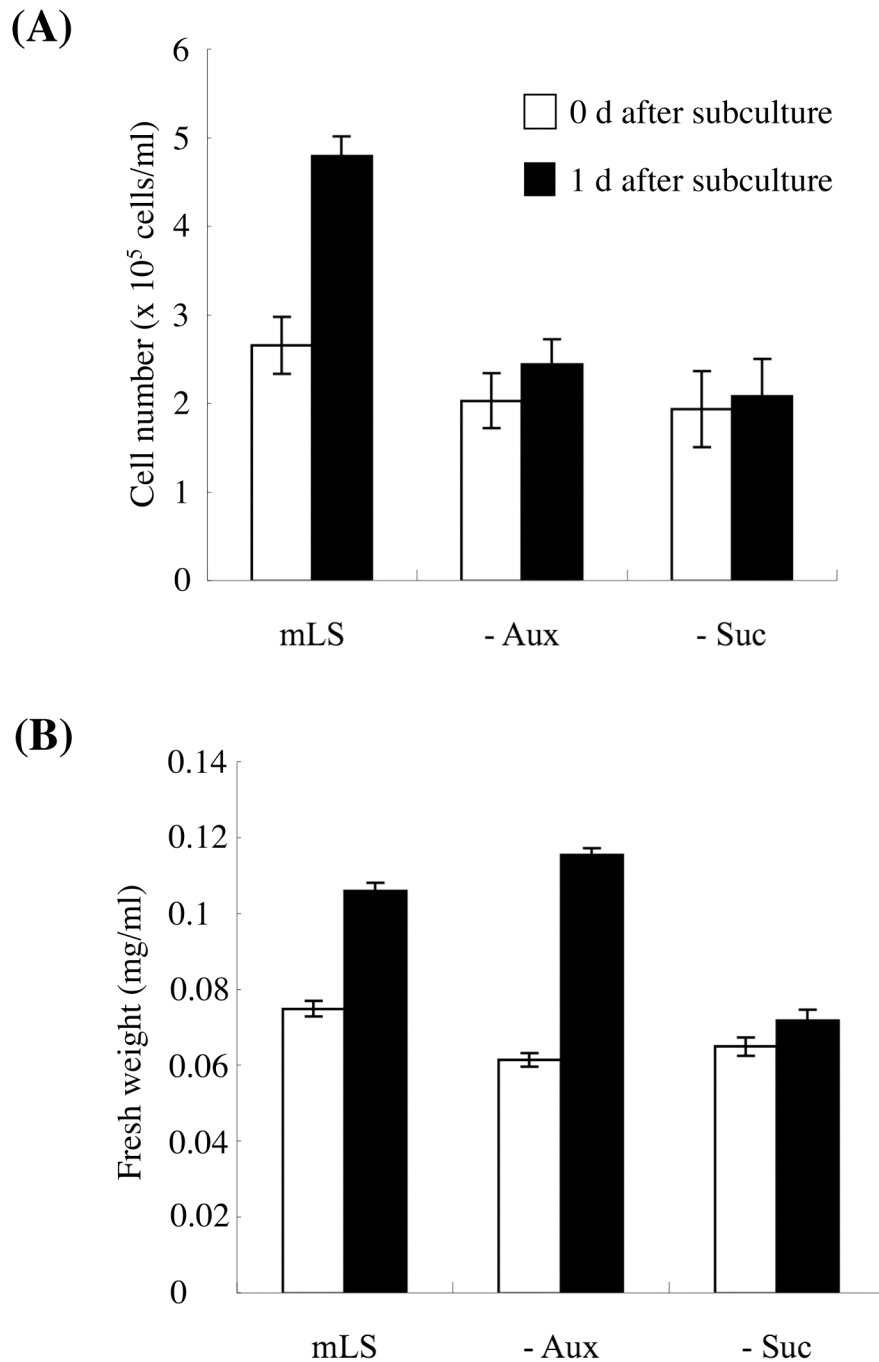 (A)
6
5
4
3
2
1
0
Cell number (x 10⁵ cells/ml)
0 d after subculture
1 d after subculture
mLS
- Aux
- Suc
(B)
0.14
0.12
0.1
0.08
0.06
0.04
0.02
0
Fresh weight (mg/ml)
mLS
- Aux
- Suc